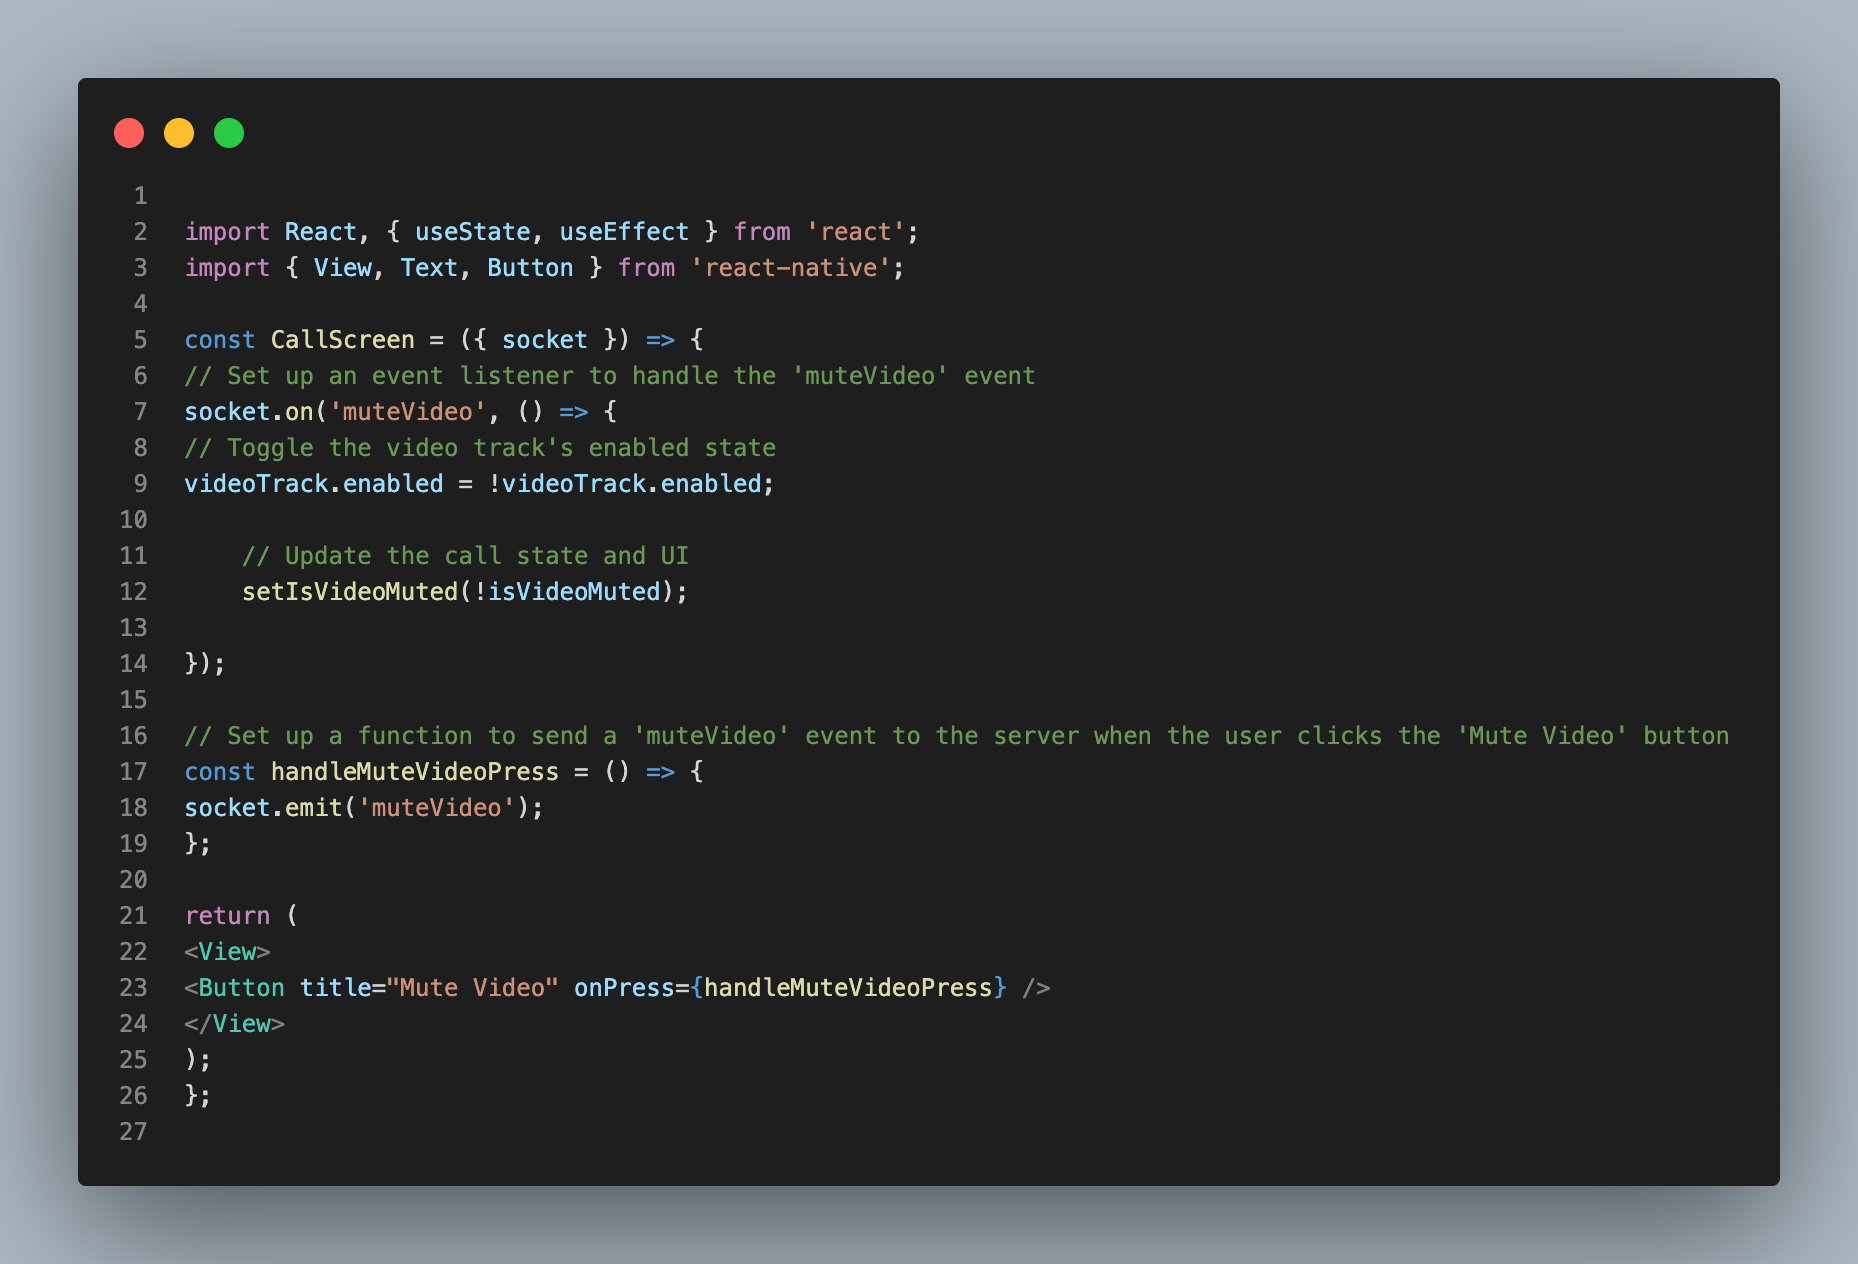 1
2 import React, { useState, useEffect } from 'react';
3 import { View, Text, Button } from 'react-native';
4
5 const CallScreen = ({ socket }) => {
6 // Set up an event listener to handle the 'muteVideo' event
7 socket.on('muteVideo', () => {
8 // Toggle the video track's enabled state
9 videoTrack.enabled = !videoTrack.enabled;
10
11     // Update the call state and UI
12     setIsVideoMuted(!isVideoMuted);
13
14 });
15
16 // Set up a function to send a 'muteVideo' event to the server when the user clicks the 'Mute Video' button
17 const handleMuteVideoPress = () => {
18 socket.emit('muteVideo');
19 };
20
21 return (
22 <View>
23 <Button title="Mute Video" onPress={handleMuteVideoPress} />
24 </View>
25 );
26 };
27